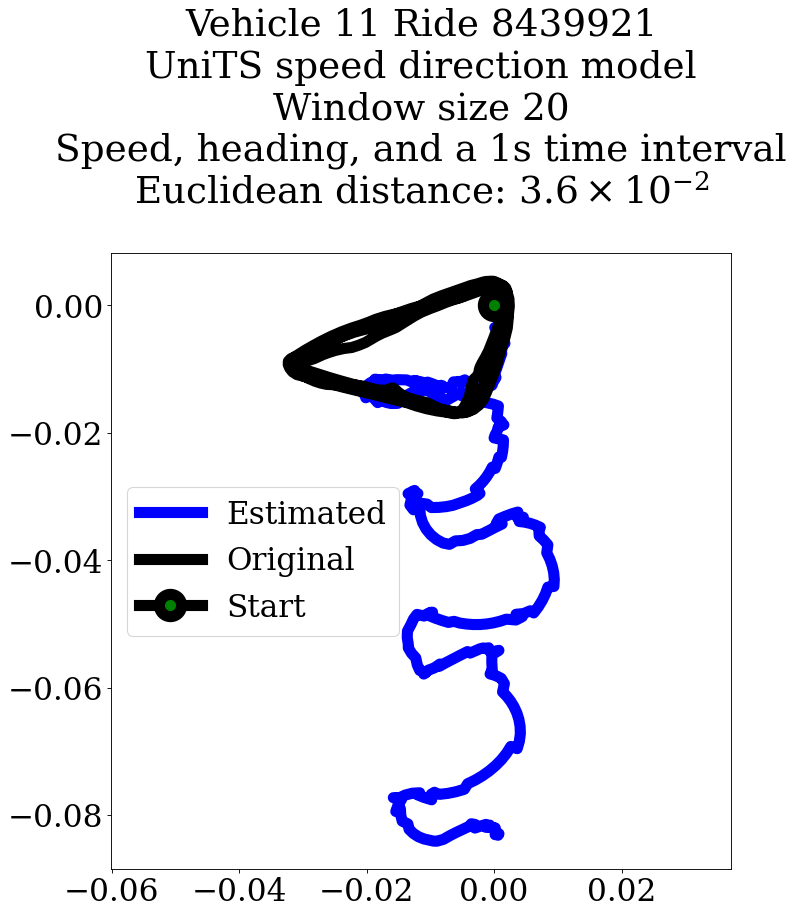 Vehicle 11 Ride 8439921
UniTS speed direction model
Window size 20
Speed, heading, and a 1s time interval
Euclidean distance: 3.6 × 10⁻²
0.00
−0.02
−0.04
−0.06
−0.08
Estimated
Original
Start
−0.06 −0.04 −0.02 0.00 0.02